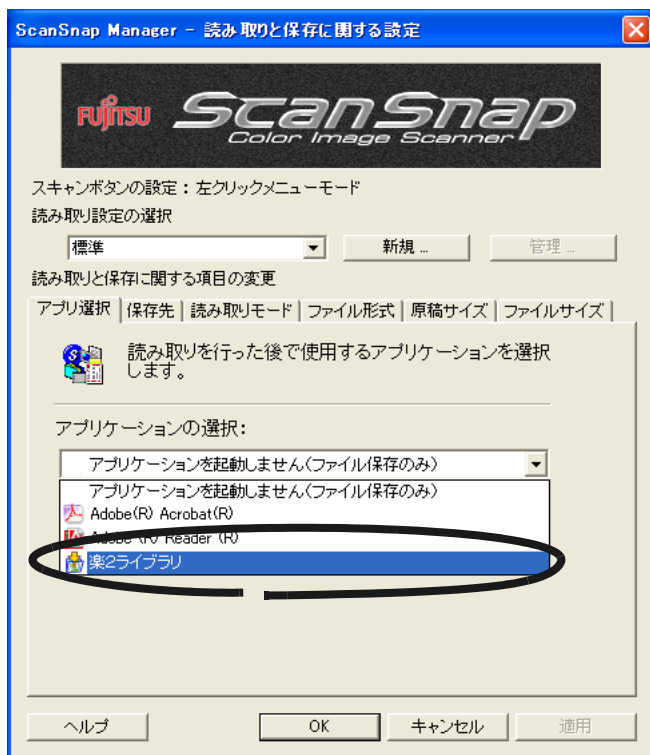 ScanSnap Manager - 読み取りと保存に関する設定
FUJITSU ScanSnap
Color Image Scanner
スキャンボタンの設定：左クリックメニューモード
読み取り設定の選択
標準 新規 ... 管理 ...
読み取りと保存に関する項目の変更
アプリ選択 保存先 読み取りモード ファイル形式 原稿サイズ ファイルサイズ
読み取りを行った後で使用するアプリケーションを選択
します。
アプリケーションの選択：
アプリケーションを起動しません(ファイル保存のみ)
アプリケーションを起動しません(ファイル保存のみ)
Adobe(R) Acrobat(R)
Adobe (R) Reader (R)
楽2ライブラリ
ヘルプ OK キャンセル 適用